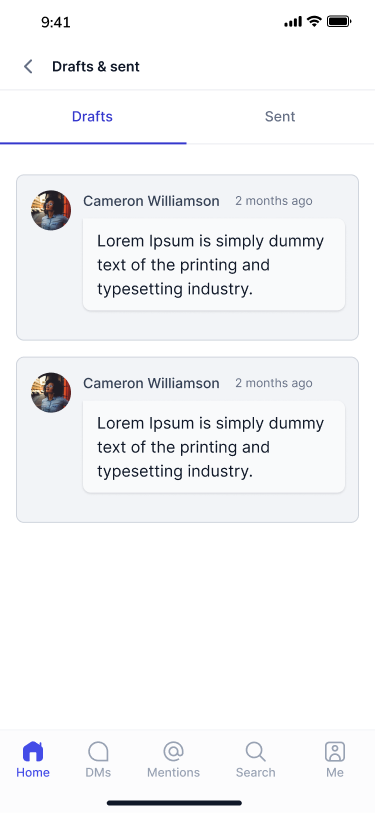 9:41
Drafts & sent
Drafts Sent
Cameron Williamson 2 months ago
Lorem Ipsum is simply dummy
text of the printing and
typesetting industry.
Cameron Williamson 2 months ago
Lorem Ipsum is simply dummy
text of the printing and
typesetting industry.
Home DMs Mentions Search Me